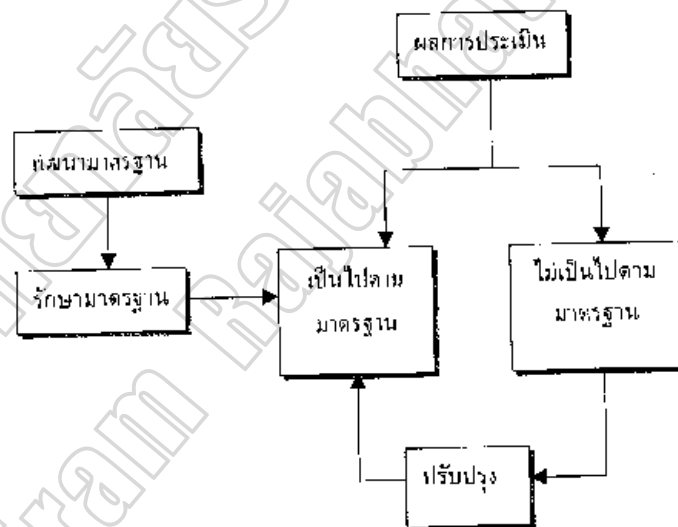 ผลการประเมิน
พัฒนามาตรฐาน
รักษามาตรฐาน
เป็นไปตาม
มาตรฐาน
ไม่เป็นไปตาม
มาตรฐาน
ปรับปรุง
Rajabha
ram